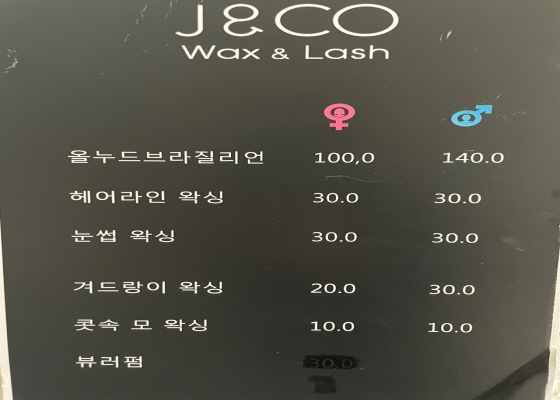 J&CO
Wax & Lash
올누드브라질리언 100,0 140.0
헤어라인 왁싱 30.0 30.0
눈썹 왁싱 30.0 30.0
겨드랑이 왁싱 20.0 30.0
콧속 모 왁싱 10.0 10.0
뷰러펌 30.0